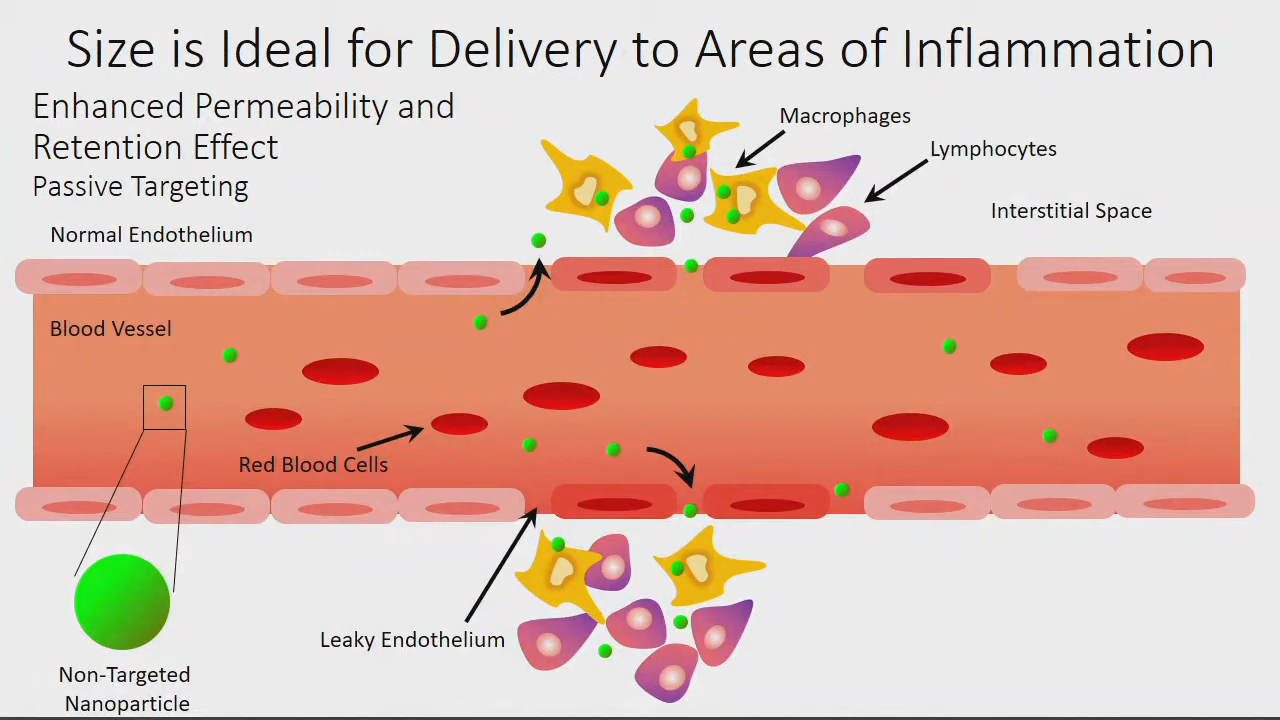 Size is Ideal for Delivery to Areas of Inflammation
Enhanced Permeability and
Retention Effect
Passive Targeting
Macrophages
Lymphocytes
Interstitial Space
Normal Endothelium
Blood Vessel
Red Blood Cells
Leaky Endothelium
Non-Targeted
Nanoparticle